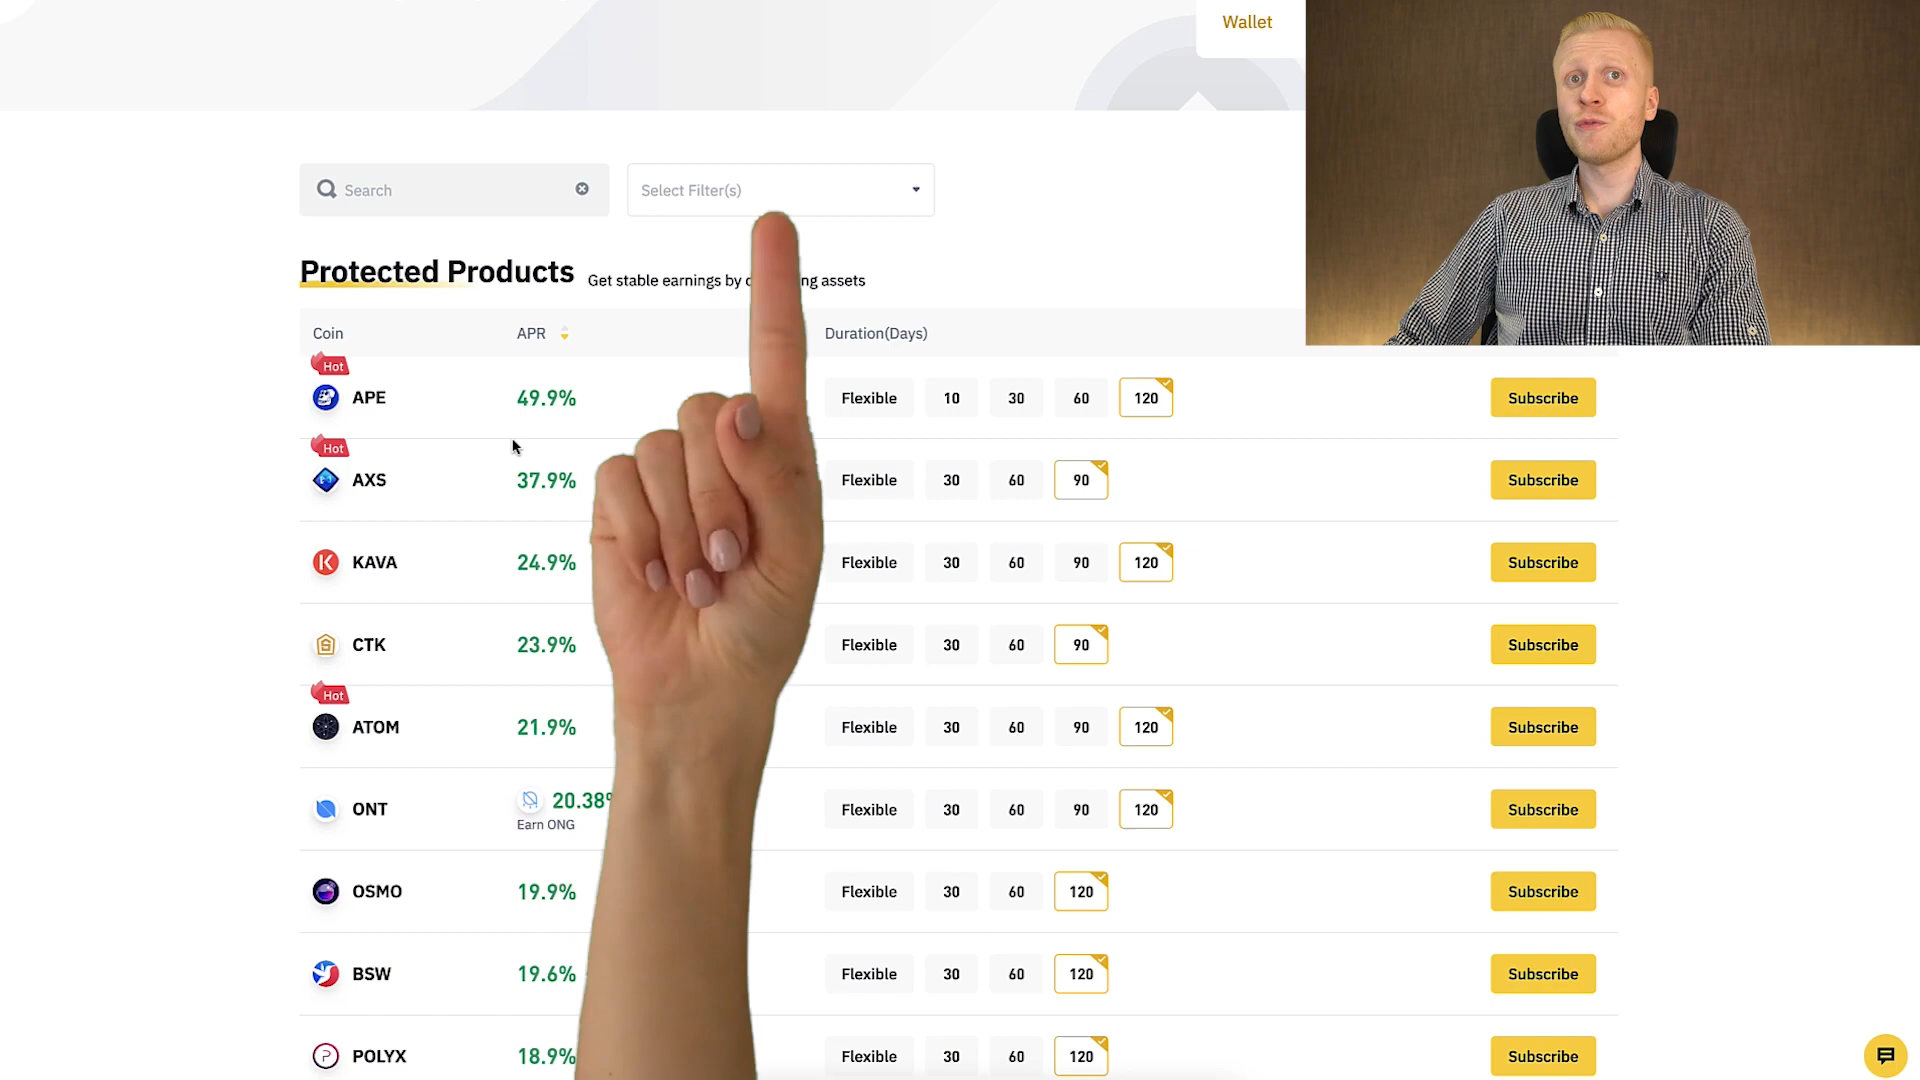 Wallet
Search
Select Filter(s)
Protected Products Get stable earnings by ng assets
Coin APR Duration(Days)
Hot
APE 49.9% Flexible 10 30 60 120 Subscribe
Hot
AXS 37.9% Flexible 30 60 90 Subscribe
KAVA 24.9% Flexible 30 60 90 120 Subscribe
CTK 23.9% Flexible 30 60 90 Subscribe
Hot
ATOM 21.9% Flexible 30 60 90 120 Subscribe
ONT 20.38% Flexible 30 60 90 120 Subscribe
Earn ONG
OSMO 19.9% Flexible 30 60 120 Subscribe
BSW 19.6% Flexible 30 60 120 Subscribe
POLYX 18.9% Flexible 30 60 120 Subscribe